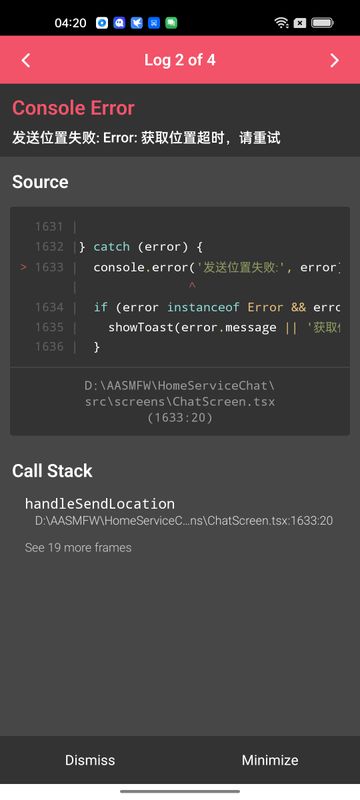 04:20
Log 2 of 4
Console Error
发送位置失败: Error: 获取位置超时，请重试
Source
1631 |
1632 |} catch (error) {
> 1633 | console.error('发送位置失败:', error)
| ^
1634 | if (error instanceof Error && erro
1635 | showToast(error.message || '获取
1636 | }
D:\AASMFW\HomeServiceChat\
src\screens\ChatScreen.tsx
(1633:20)
Call Stack
handleSendLocation
D:\AASMFW\HomeServiceC...ns\ChatScreen.tsx:1633:20
See 19 more frames
Dismiss
Minimize